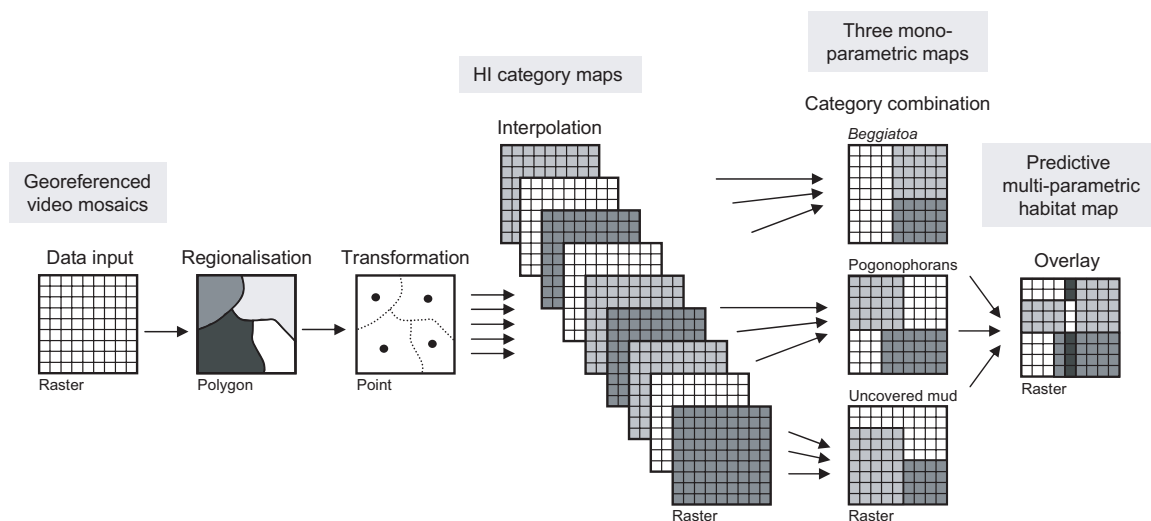 Three mono-
parametric maps
HI category maps
Category combination
Interpolation
Beggiatoa
Georeferenced
video mosaics
Predictive
multi-parametric
habitat map
Data input
Regionalisation
Transformation
Pogonophorans
Overlay
Raster
Polygon
Point
Uncovered mud
Raster
Raster
Raster